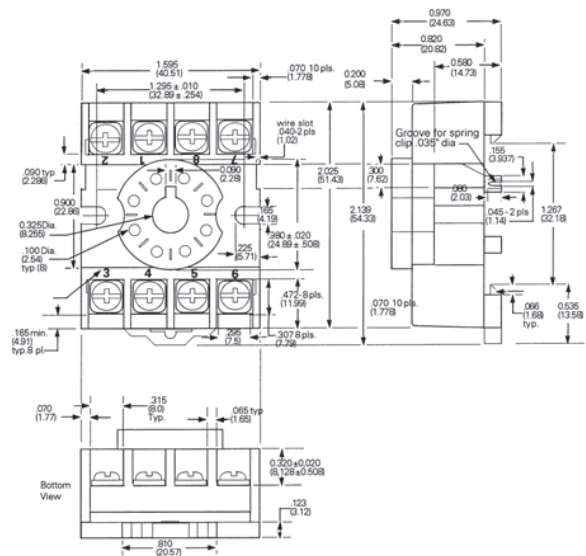 0.970
(24.63)
0.820
(20.82)
0.580
(14.73)
0.200
(5.08)
1.595
(40.51)
.070 10 pls.
(1.778)
1.295 ± .010
(32.89 ± .254)
wire slot
.040-2 pls
(1.02)
Groove for spring
clip .035" dia
2 1 8 7
.090 typ
(2.286)
0.090
(2.28)
2.025
(51.43)
2.139
(54.33)
.300
(7.62)
.155
(3.937)
.080
(2.03)
.045 - 2 pls
(1.14)
1.267
(32.18)
0.900
(22.86)
0.325Dia.
(8.255)
.165
(4.19)
.980 ± .020
(24.89 ± .508)
.100 Dia.
(2.54)
typ (8)
.225
(5.71)
3 4 5 6
.472-8 pls.
(11.99)
.070 10 pls.
(1.778)
.066
(1.68)
typ.
0.535
(13.58)
.165 min.
(4.91)
typ.8 pl.
.295
(7.5)
.307 8 pls
(7.79)
.070
(1.77)
.315
(8.0)
Typ.
.065 typ
(1.65)
0.320±0,020
(8,128±0.508)
Bottom
View
.123
(3.12)
.810
(20.57)